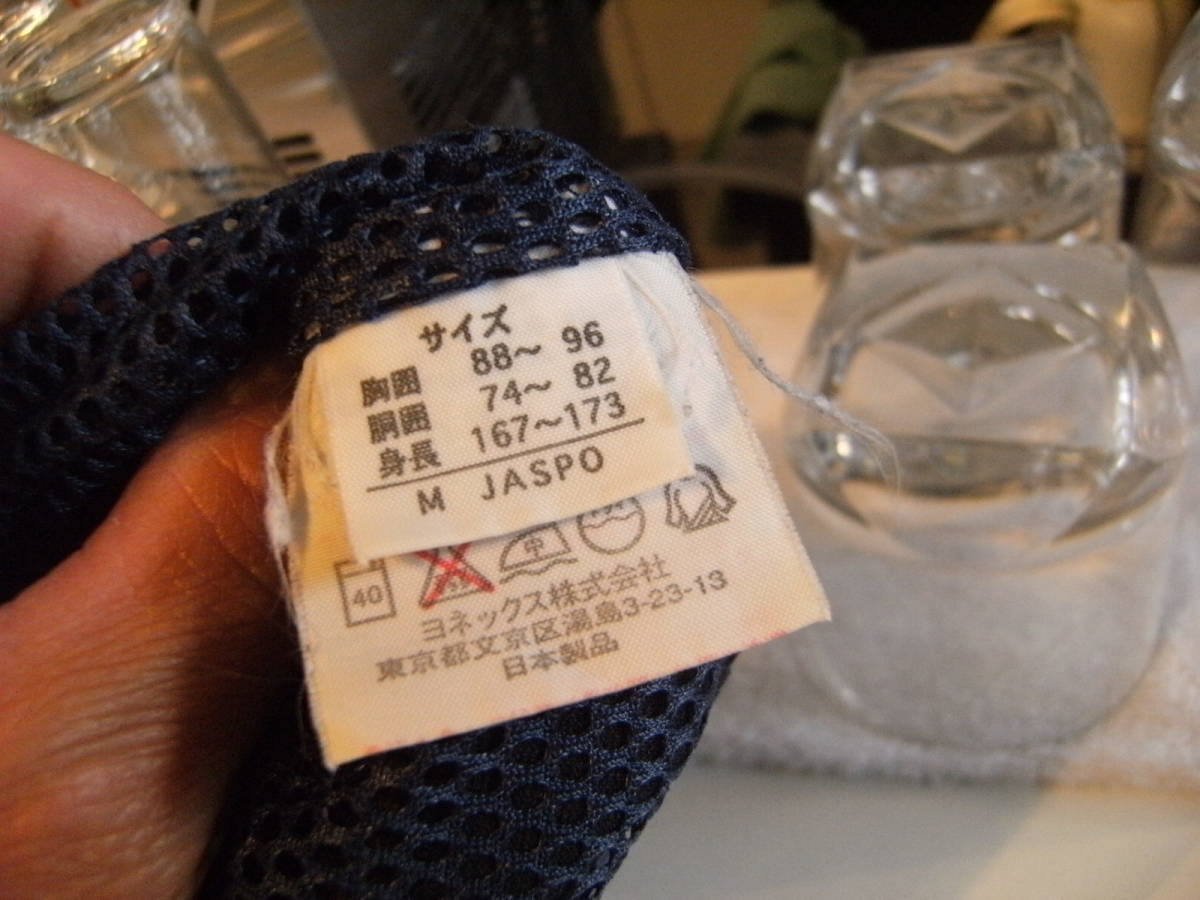 サイズ
胸囲 88～ 96
胴囲 74～ 82
身長 167～173
M JASPO
40 中
ヨネックス株式会社
東京都文京区湯島3-23-13
日本製品